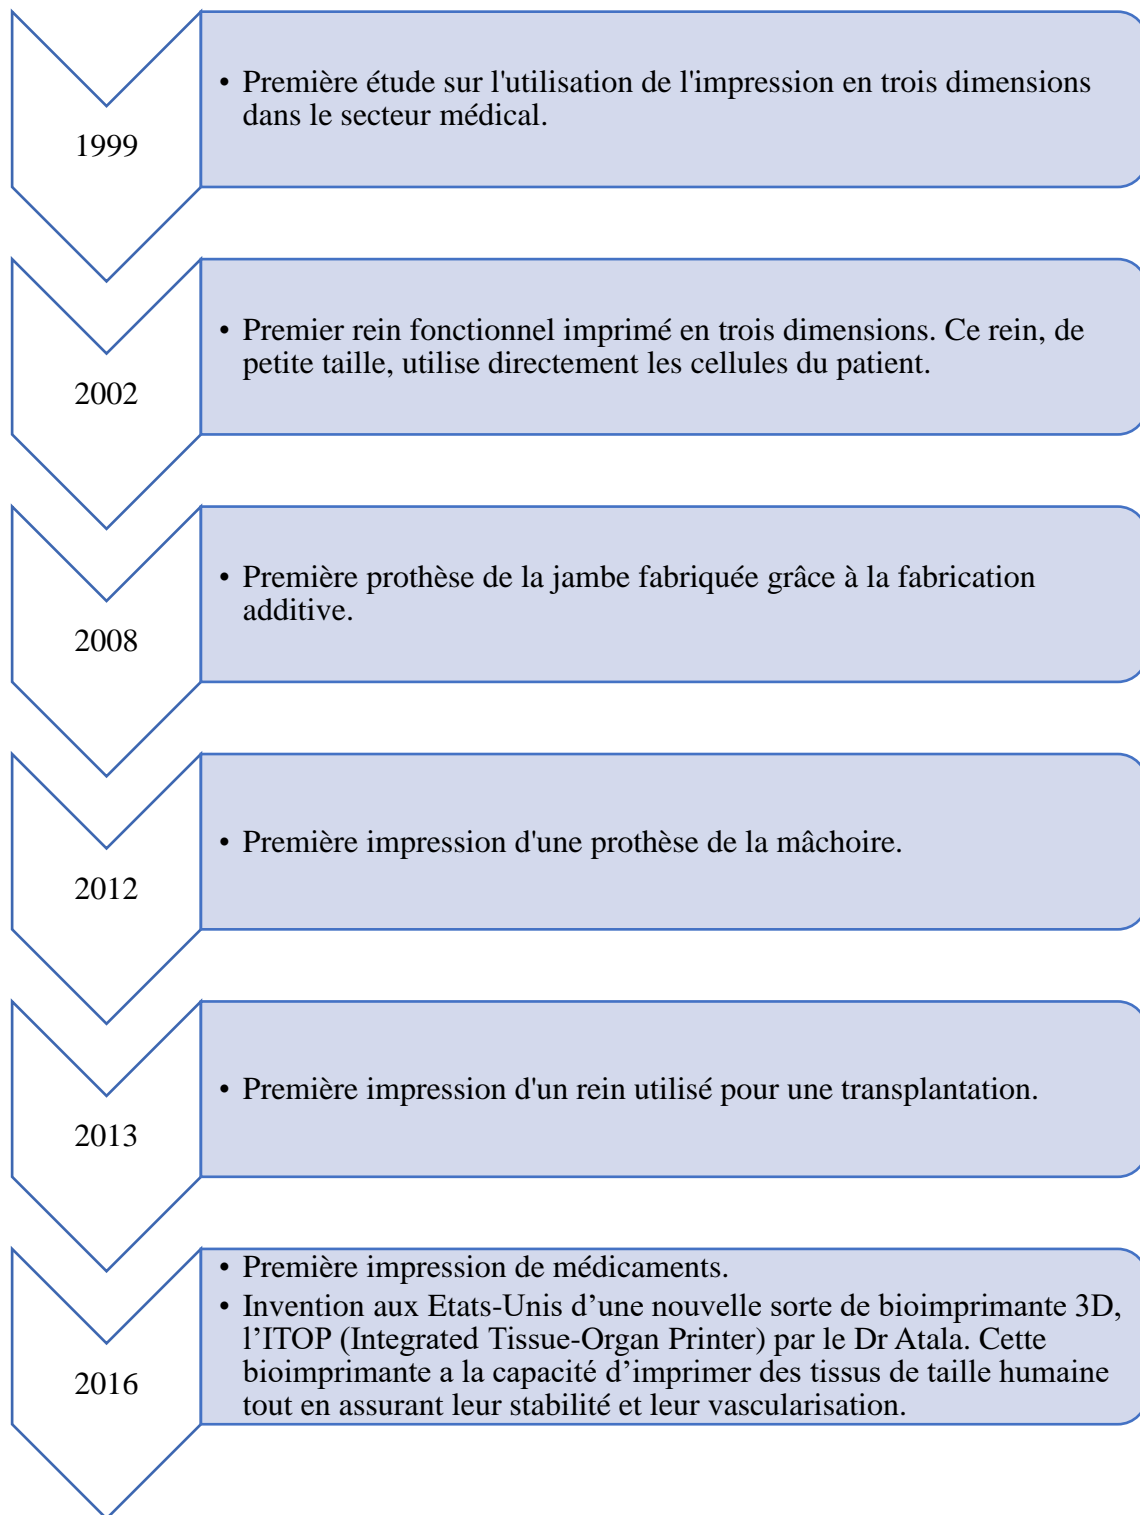 1999
• Première étude sur l'utilisation de l'impression en trois dimensions
dans le secteur médical.
2002
• Premier rein fonctionnel imprimé en trois dimensions. Ce rein, de
petite taille, utilise directement les cellules du patient.
2008
• Première prothèse de la jambe fabriquée grâce à la fabrication
additive.
2012
• Première impression d'une prothèse de la mâchoire.
2013
• Première impression d'un rein utilisé pour une transplantation.
2016
• Première impression de médicaments.
• Invention aux Etats-Unis d’une nouvelle sorte de bioimprimante 3D,
l’ITOP (Integrated Tissue-Organ Printer) par le Dr Atala. Cette
bioimprimante a la capacité d’imprimer des tissus de taille humaine
tout en assurant leur stabilité et leur vascularisation.